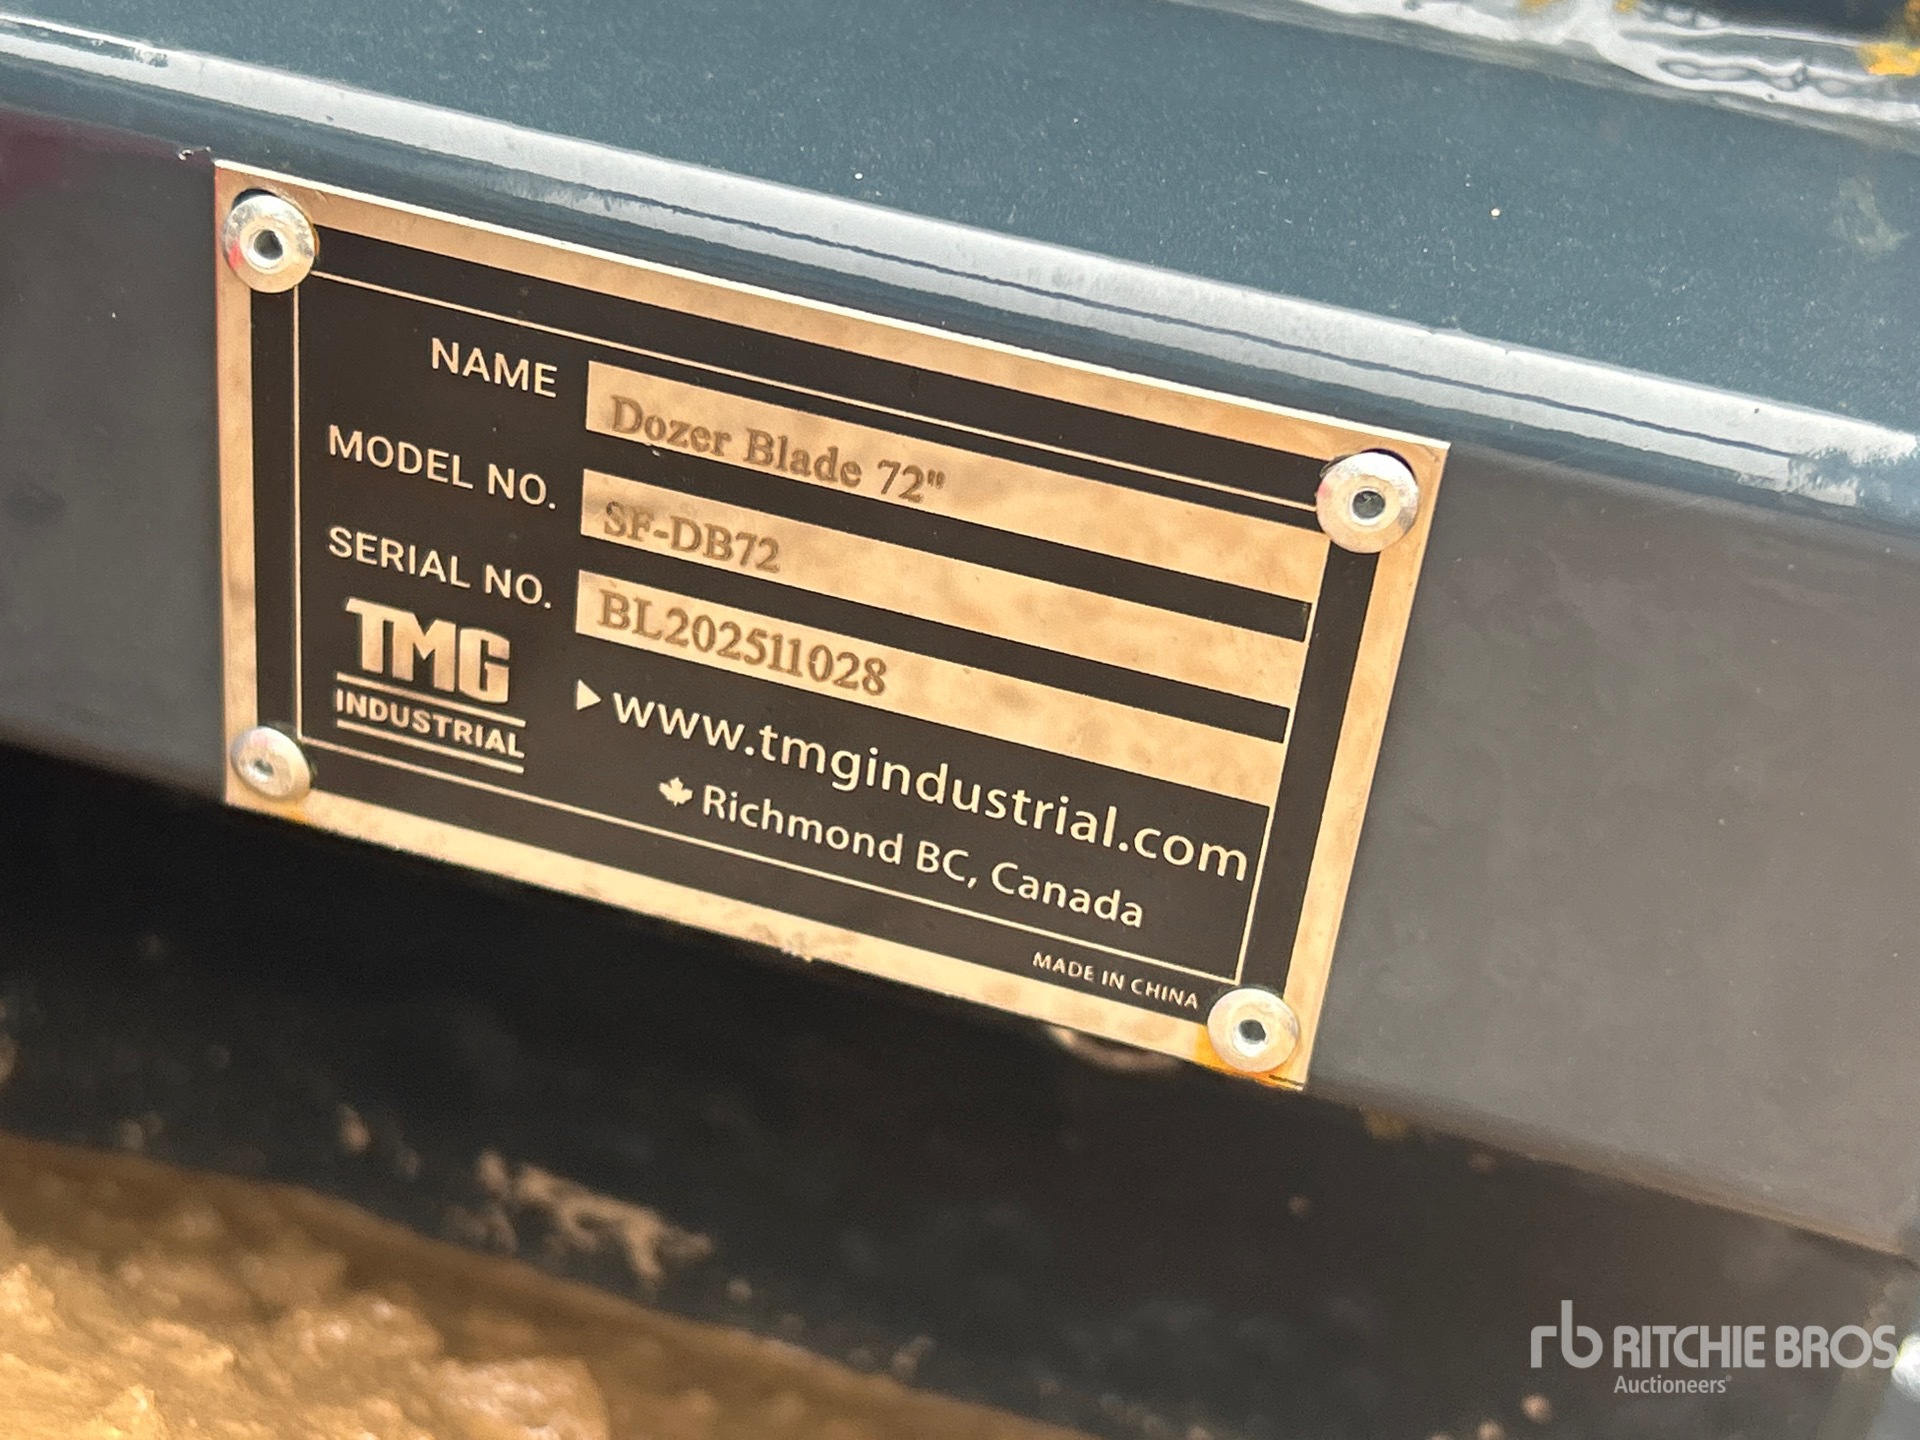 NAME Dozer Blade 72"
MODEL NO. SF-DB72
SERIAL NO. BL202511028
TMG
INDUSTRIAL
www.tmgindustrial.com
Richmond BC, Canada
MADE IN CHINA
rb RITCHIE BROS
Auctioneers